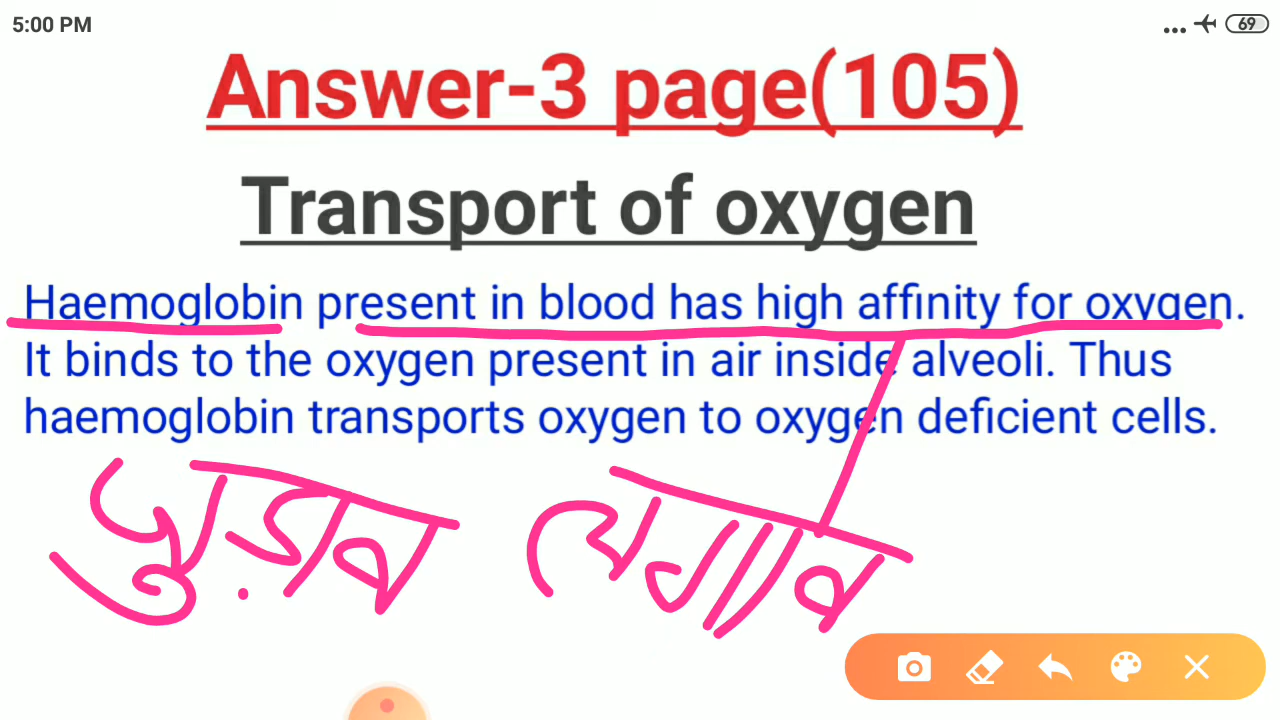 5:00 PM
69
Answer-3 page(105)
Transport of oxygen
Haemoglobin present in blood has high affinity for oxygen.
It binds to the oxygen present in air inside alveoli. Thus
haemoglobin transports oxygen to oxygen deficient cells.
जुड़ाव लगाव